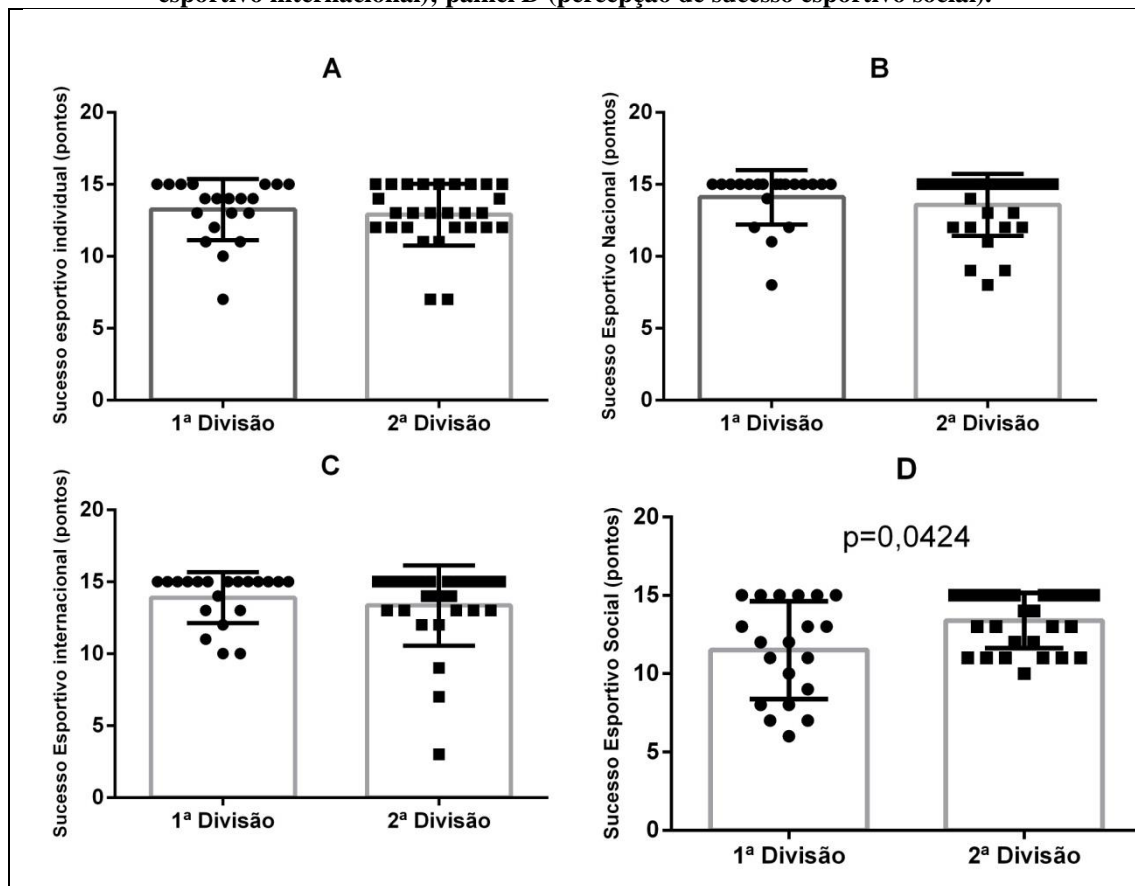 esportivo internacional); painel D (percepção de sucesso esportivo social).
A
Sucesso esportivo individual (pontos)
20
15
10
5
0
1ª Divisão
2ª Divisão
B
Sucesso Esportivo Nacional (pontos)
20
15
10
5
0
1ª Divisão
2ª Divisão
C
Sucesso Esportivo internacional (pontos)
20
15
10
5
0
1ª Divisão
2ª Divisão
D
Sucesso Esportivo Social (pontos)
20
15
10
5
0
p=0,0424
1ª Divisão
2ª Divisão